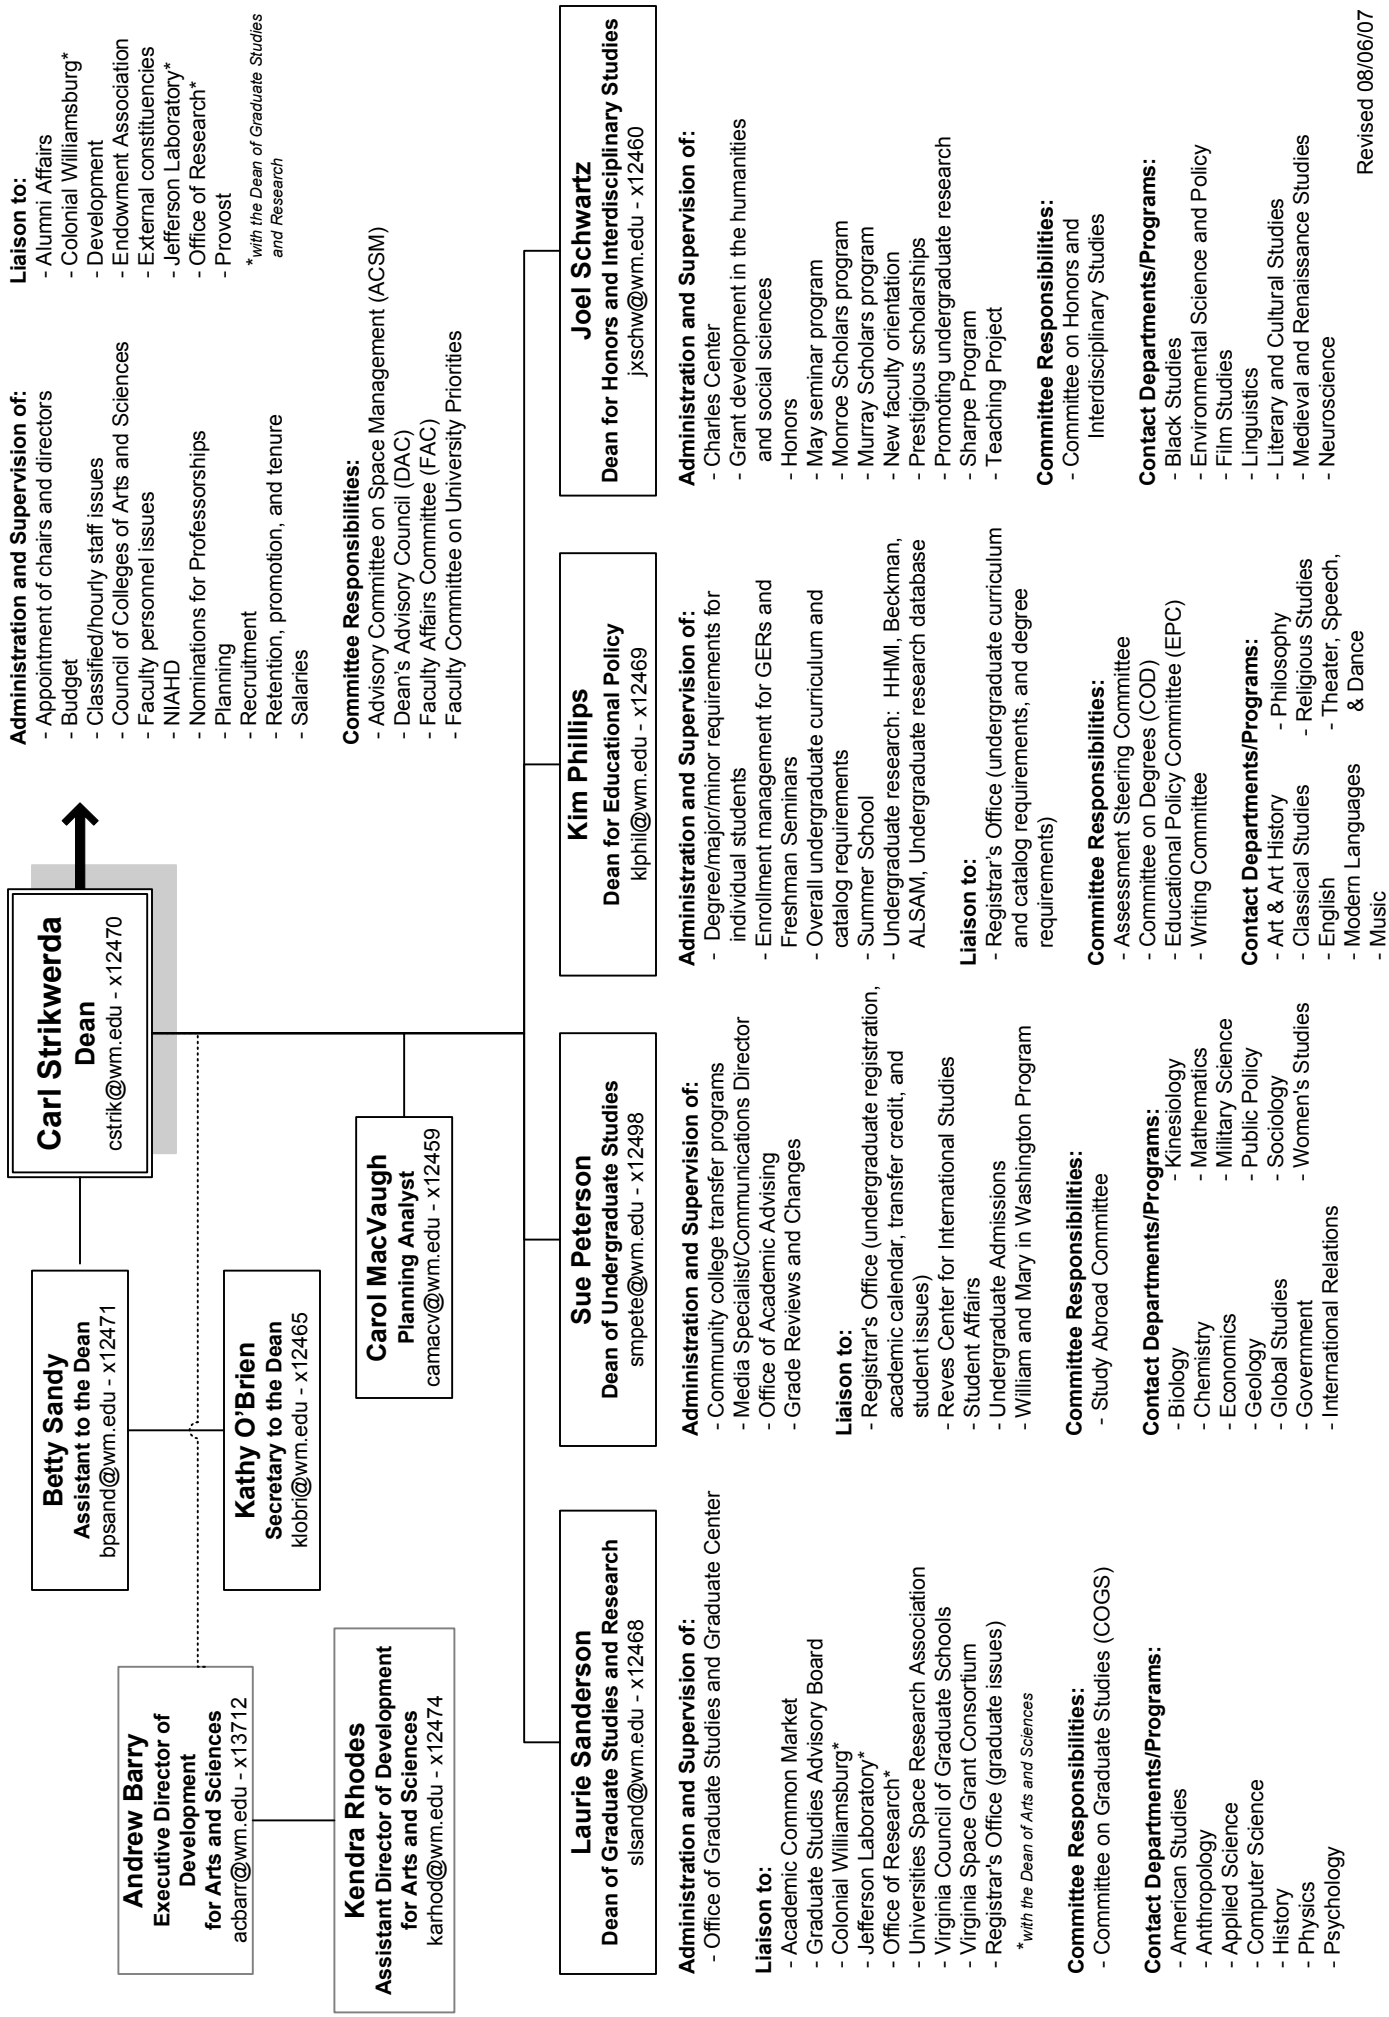 Carl Strikwerda
Dean
cstrik@wm.edu - x12470
Administration and Supervision of:
- Appointment of chairs and directors
- Budget
- Classified/hourly staff issues
- Council of Colleges of Arts and Sciences
- Faculty personnel issues
- NIAHD
- Nominations for Professorships
- Planning
- Recruitment
- Retention, promotion, and tenure
- Salaries
Committee Responsibilities:
- Advisory Committee on Space Management (ACSM)
- Dean's Advisory Council (DAC)
- Faculty Affairs Committee (FAC)
- Faculty Committee on University Priorities
Liaison to:
- Alumni Affairs
- Colonial Williamsburg*
- Development
- Endowment Association
- External constituencies
- Jefferson Laboratory*
- Office of Research*
- Provost
*with the Dean of Graduate Studies
and Research
Betty Sandy
Assistant to the Dean
bpsand@wm.edu - x12471
Kathy O'Brien
Secretary to the Dean
klobri@wm.edu - x12465
Andrew Barry
Executive Director of
Development
for Arts and Sciences
acbarr@wm.edu - x13712
Kendra Rhodes
Assistant Director of Development
for Arts and Sciences
karhod@wm.edu - x12474
Carol MacVaugh
Planning Analyst
camacv@wm.edu - x12459
Laurie Sanderson
Dean of Graduate Studies and Research
slsand@wm.edu - x12468
Administration and Supervision of:
- Office of Graduate Studies and Graduate Center
Liaison to:
- Academic Common Market
- Graduate Studies Advisory Board
- Colonial Williamsburg*
- Jefferson Laboratory*
- Office of Research*
- Universities Space Research Association
- Virginia Council of Graduate Schools
- Virginia Space Grant Consortium
- Registrar's Office (graduate issues)
*with the Dean of Arts and Sciences
Committee Responsibilities:
- Committee on Graduate Studies (COGS)
Contact Departments/Programs:
- American Studies
- Anthropology
- Applied Science
- Computer Science
- History
- Physics
- Psychology
Sue Peterson
Dean of Undergraduate Studies
smpete@wm.edu - x12498
Administration and Supervision of:
- Community college transfer programs
- Media Specialist/Communications Director
- Office of Academic Advising
- Grade Reviews and Changes
Liaison to:
- Registrar's Office (undergraduate registration,
academic calendar, transfer credit, and
student issues)
- Reves Center for International Studies
- Student Affairs
- Undergraduate Admissions
- William and Mary in Washington Program
Committee Responsibilities:
- Study Abroad Committee
Contact Departments/Programs:
- Biology
- Chemistry
- Economics
- Geology
- Global Studies
- Government
- International Relations
- Kinesiology
- Mathematics
- Military Science
- Public Policy
- Sociology
- Women's Studies
Kim Phillips
Dean for Educational Policy
klphil@wm.edu - x12469
Administration and Supervision of:
- Degree/major/minor requirements for
individual students
- Enrollment management for GERs and
Freshman Seminars
- Overall undergraduate curriculum and
catalog requirements
- Summer School
- Undergraduate research: HHMI, Beckman,
ALSAM, Undergraduate research database
Liaison to:
- Registrar's Office (undergraduate curriculum
and catalog requirements, and degree
requirements)
Committee Responsibilities:
- Assessment Steering Committee
- Committee on Degrees (COD)
- Educational Policy Committee (EPC)
- Writing Committee
Contact Departments/Programs:
- Art & Art History
- Classical Studies
- English
- Modern Languages
- Music
- Philosophy
- Religious Studies
- Theater, Speech,
& Dance
Joel Schwartz
Dean for Honors and Interdisciplinary Studies
jxschw@wm.edu - x12460
Administration and Supervision of:
- Charles Center
- Grant development in the humanities
and social sciences
- Honors
- May seminar program
- Monroe Scholars program
- Murray Scholars program
- New faculty orientation
- Prestigious scholarships
- Promoting undergraduate research
- Sharpe Program
- Teaching Project
Committee Responsibilities:
- Committee on Honors and
Interdisciplinary Studies
Contact Departments/Programs:
- Black Studies
- Environmental Science and Policy
- Film Studies
- Linguistics
- Literary and Cultural Studies
- Medieval and Renaissance Studies
- Neuroscience
Revised 08/06/07